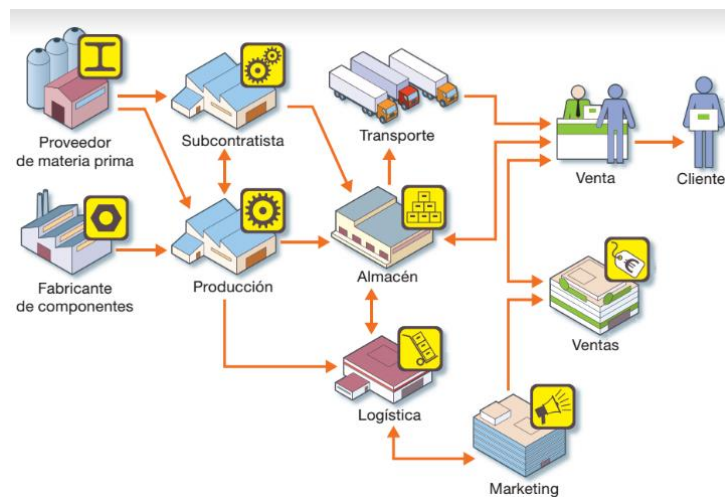 Proveedor
de materia prima
Subcontratista
Transporte
Venta
Cliente
Fabricante
de componentes
Producción
Almacén
€
Ventas
Logística
Marketing